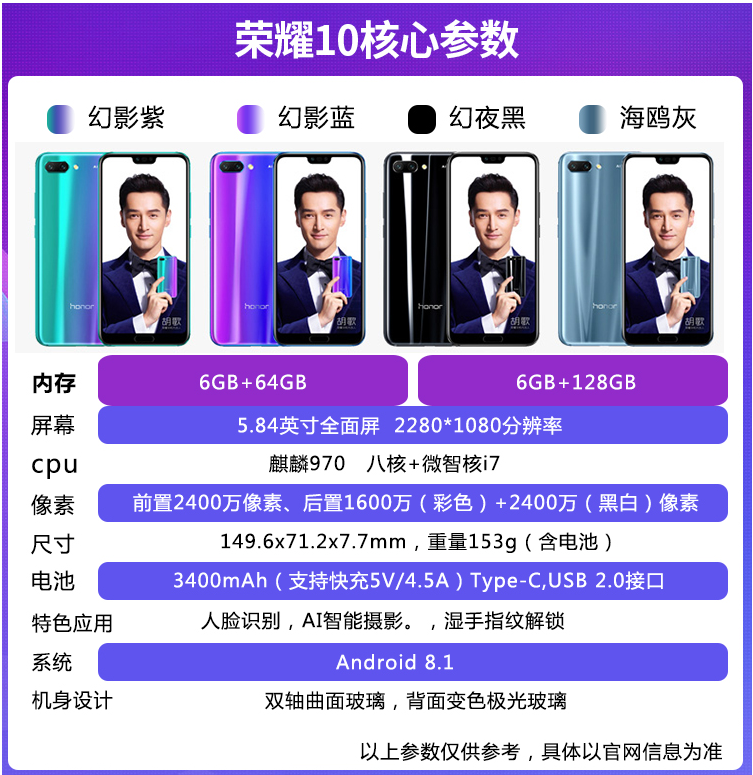 荣耀10核心参数
幻影紫 幻影蓝 幻夜黑 海鸥灰
honor honor honor honor
胡歌 胡歌 胡歌 胡歌
内存 6GB+64GB 6GB+128GB
屏幕 5.84英寸全面屏 2280*1080分辨率
cpu 麒麟970 八核+微智核i7
像素 前置2400万像素、后置1600万（彩色）+2400万（黑白）像素
尺寸 149.6x71.2x7.7mm，重量153g（含电池）
电池 3400mAh（支持快充5V/4.5A）Type-C,USB 2.0接口
特色应用 人脸识别，AI智能摄影。，湿手指纹解锁
系统 Android 8.1
机身设计 双轴曲面玻璃，背面变色极光玻璃
以上参数仅供参考，具体以官网信息为准